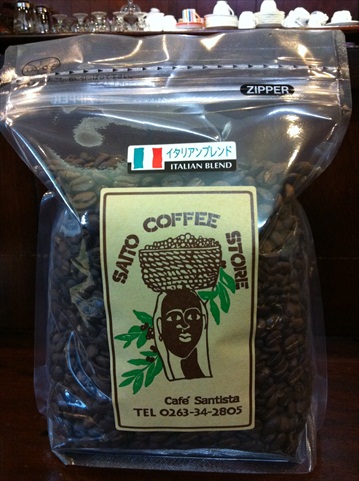 ZIPPER
イタリアンブレンド
ITALIAN BLEND
SAITO COFFEE STORE
Café Santista
TEL 0263-34-2805